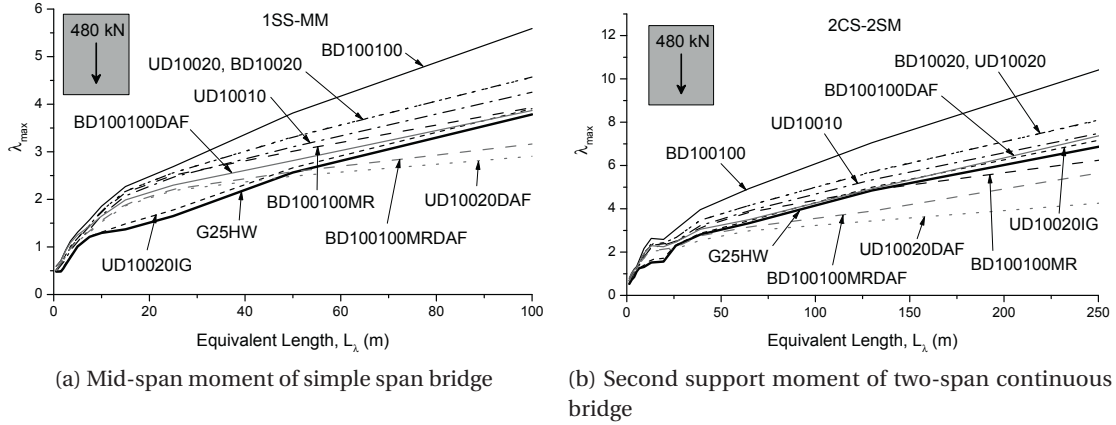 1SS-MM
480 kN
BD100100
UD10020, BD10020
UD10010
BD100100DAF
BD100100MR
UD10020DAF
G25HW
BD100100MRDAF
UD10020IG
λmax
6
5
4
3
2
1
0
0 20 40 60 80 100
Equivalent Length, Lλ (m)
(a) Mid-span moment of simple span bridge
2CS-2SM
480 kN
BD10020, UD10020
BD100100DAF
UD10010
BD100100
UD10020IG
G25HW
UD10020DAF
BD100100MR
BD100100MRDAF
λmax
12
10
8
6
4
2
0
0 50 100 150 200 250
Equivalent Length, Lλ (m)
(b) Second support moment of two-span continuous
bridge